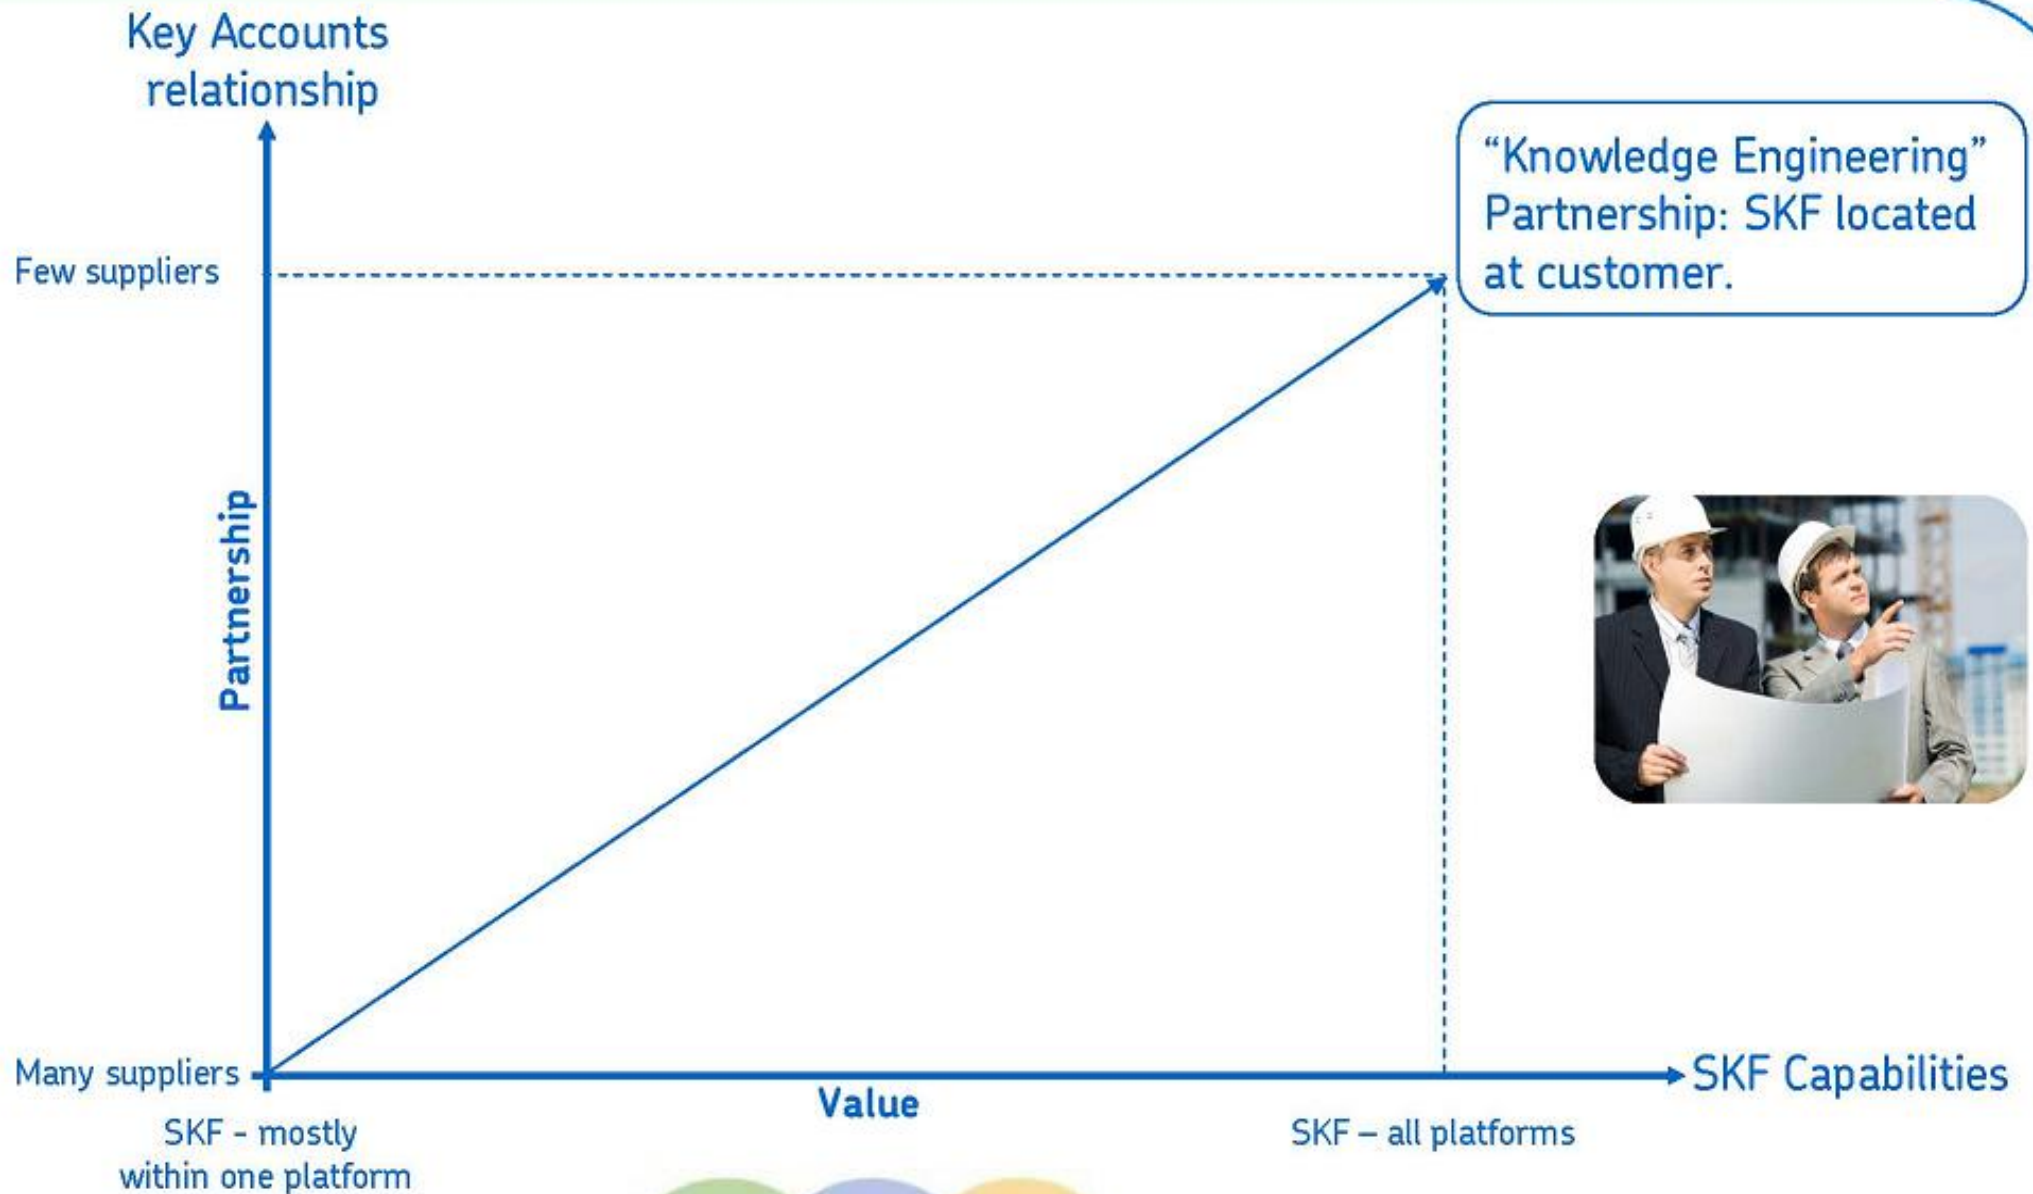 Key Accounts
relationship
“Knowledge Engineering”
Partnership: SKF located
at customer.
Few suppliers
Partnership
Many suppliers
SKF Capabilities
Value
SKF - mostly
within one platform
SKF – all platforms